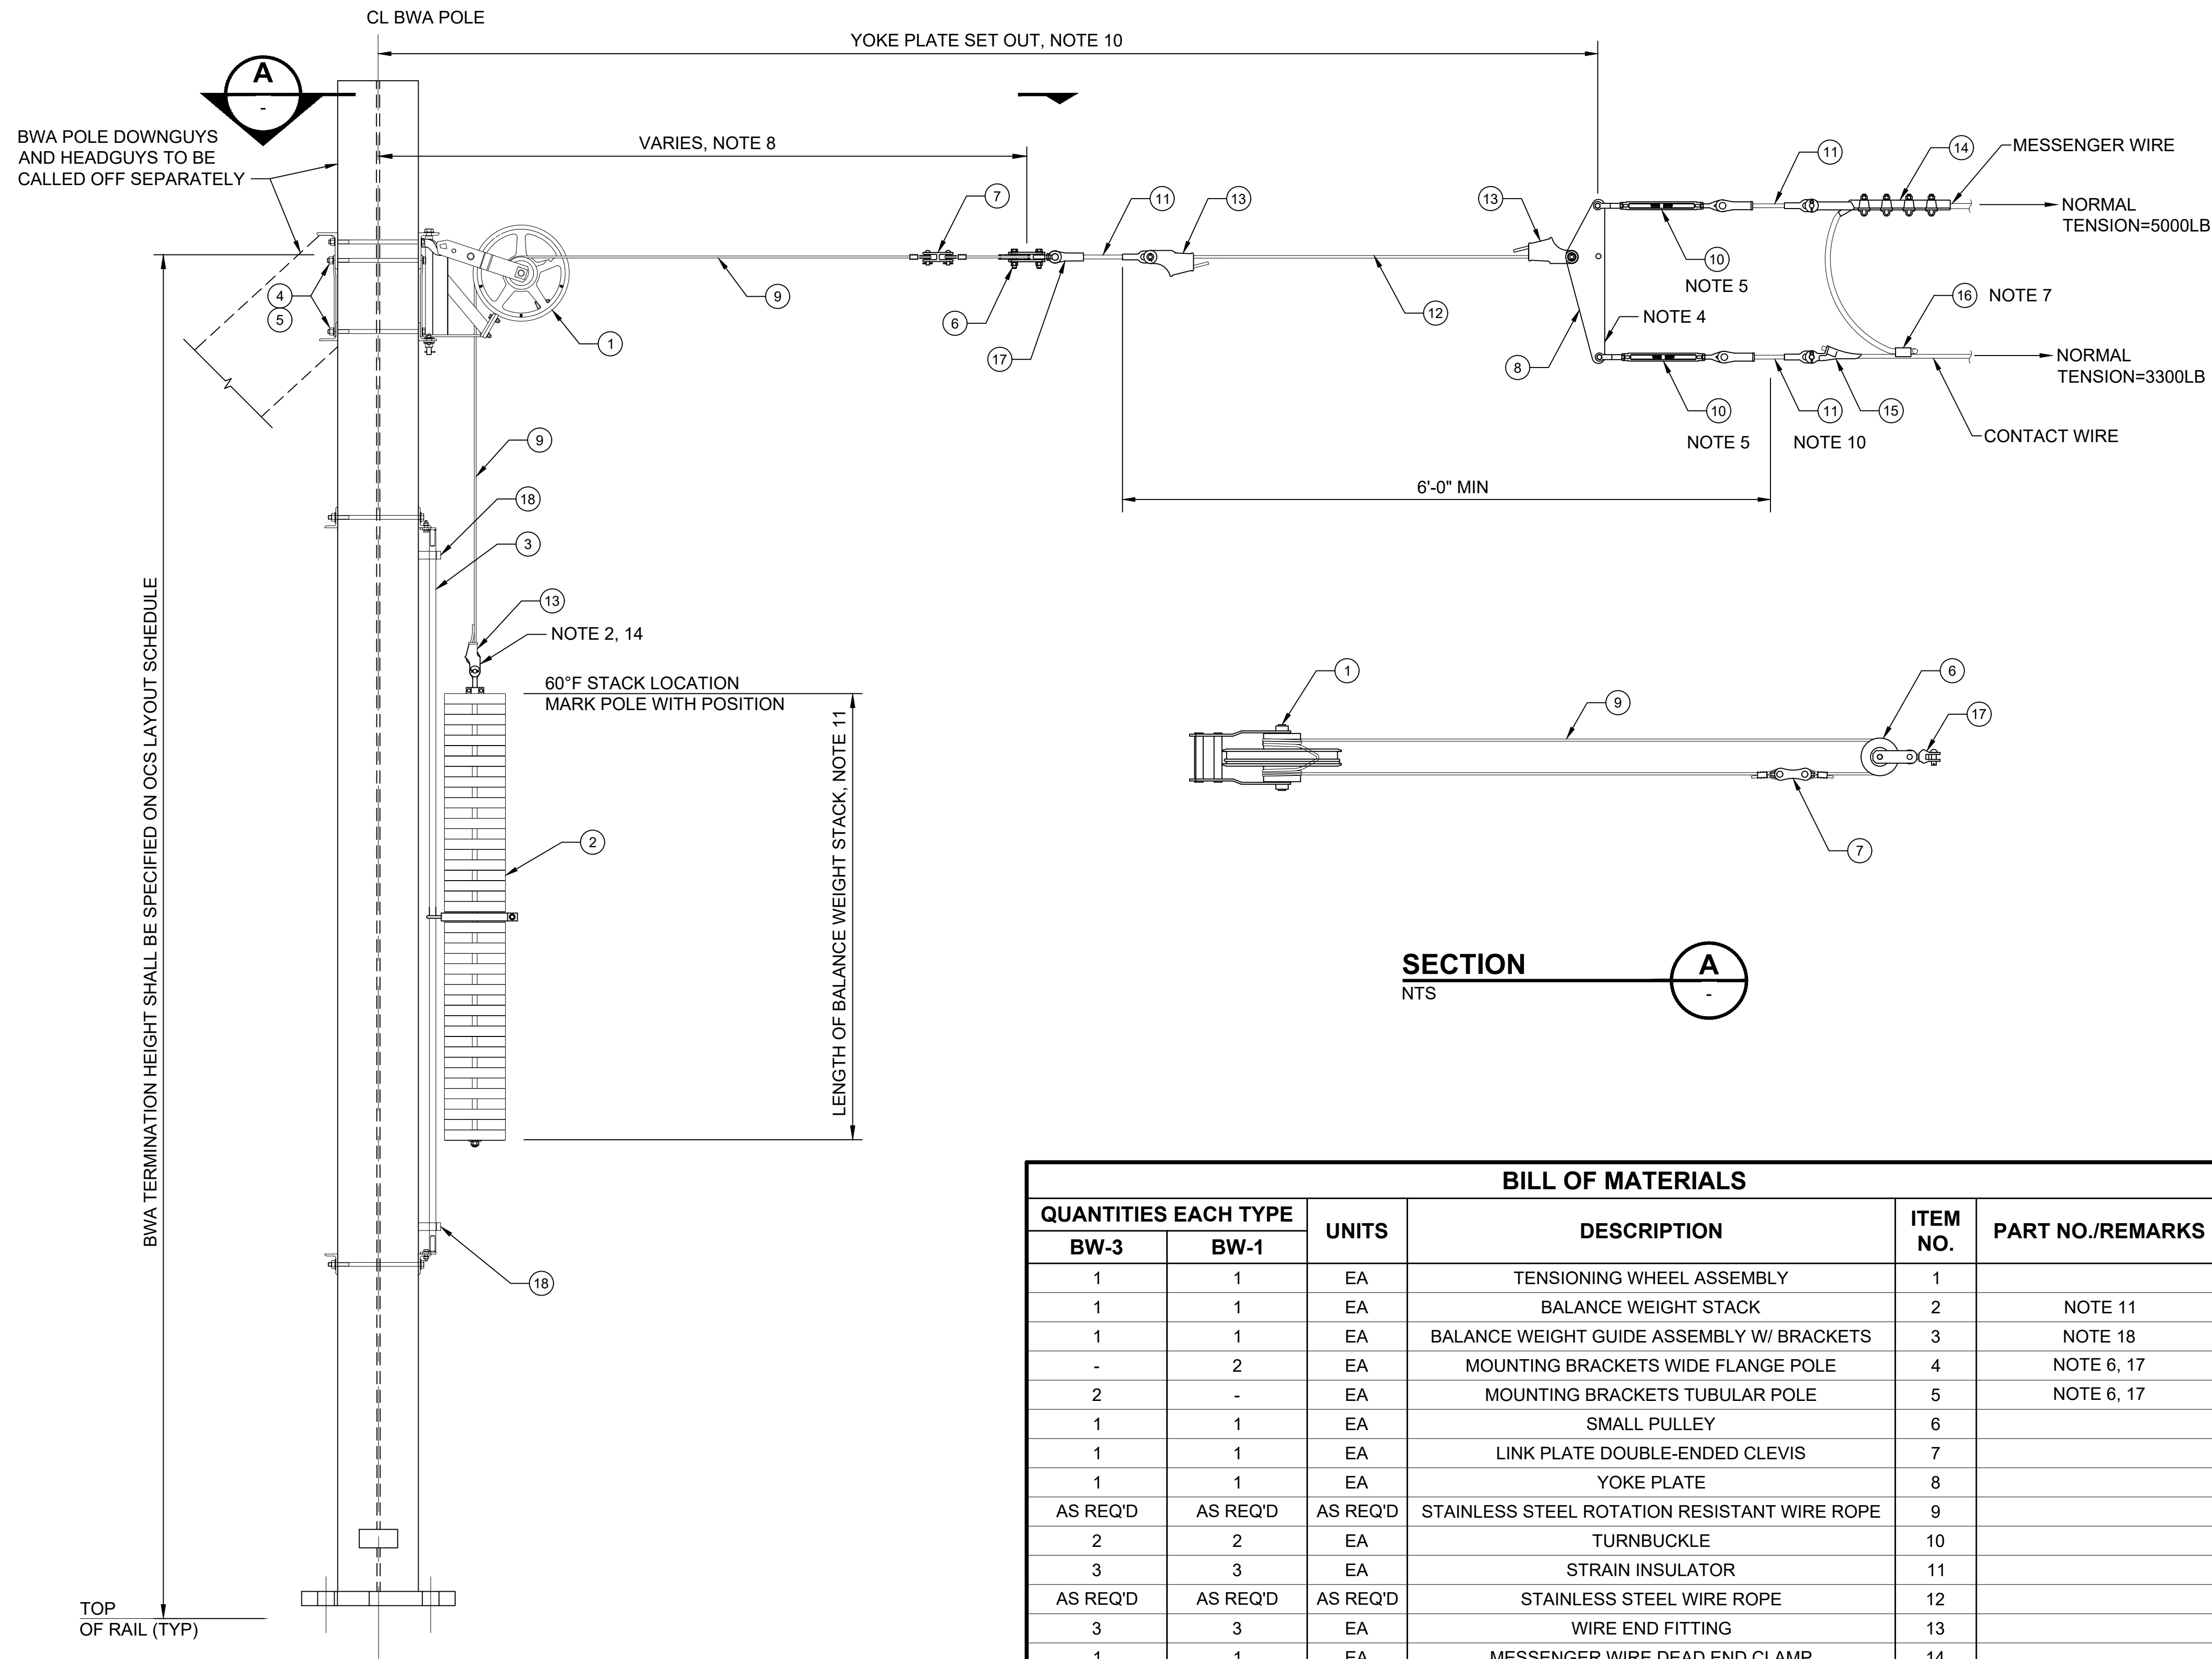 CL BWA POLE
YOKE PLATE SET OUT, NOTE 10
A
-
BWA POLE DOWNGUYS
AND HEADGUYS TO BE
CALLED OFF SEPARATELY
VARIES, NOTE 8
7
11
13
13
11
14
MESSENGER WIRE
NORMAL
TENSION=5000LB
4
5
9
6
17
1
12
8
10
NOTE 5
NOTE 4
16
NOTE 7
NORMAL
TENSION=3300LB
10
NOTE 5
11
NOTE 10
15
CONTACT WIRE
6'-0" MIN
9
18
3
13
NOTE 2, 14
60°F STACK LOCATION
MARK POLE WITH POSITION
LENGTH OF BALANCE WEIGHT STACK, NOTE 11
2
BWA TERMINATION HEIGHT SHALL BE SPECIFIED ON OCS LAYOUT SCHEDULE
18
TOP
OF RAIL (TYP)
1
9
6
17
7
SECTION
NTS
A
-
BILL OF MATERIALS
QUANTITIES EACH TYPE UNITS DESCRIPTION ITEM NO. PART NO./REMARKS
BW-3 BW-1
1 1 EA TENSIONING WHEEL ASSEMBLY 1
1 1 EA BALANCE WEIGHT STACK 2 NOTE 11
1 1 EA BALANCE WEIGHT GUIDE ASSEMBLY W/ BRACKETS 3 NOTE 18
- 2 EA MOUNTING BRACKETS WIDE FLANGE POLE 4 NOTE 6, 17
2 - EA MOUNTING BRACKETS TUBULAR POLE 5 NOTE 6, 17
1 1 EA SMALL PULLEY 6
1 1 EA LINK PLATE DOUBLE-ENDED CLEVIS 7
1 1 EA YOKE PLATE 8
AS REQ'D AS REQ'D AS REQ'D STAINLESS STEEL ROTATION RESISTANT WIRE ROPE 9
2 2 EA TURNBUCKLE 10
3 3 EA STRAIN INSULATOR 11
AS REQ'D AS REQ'D AS REQ'D STAINLESS STEEL WIRE ROPE 12
3 3 EA WIRE END FITTING 13
1 1 EA MESSENGER WIRE DEAD END CLAMP 14